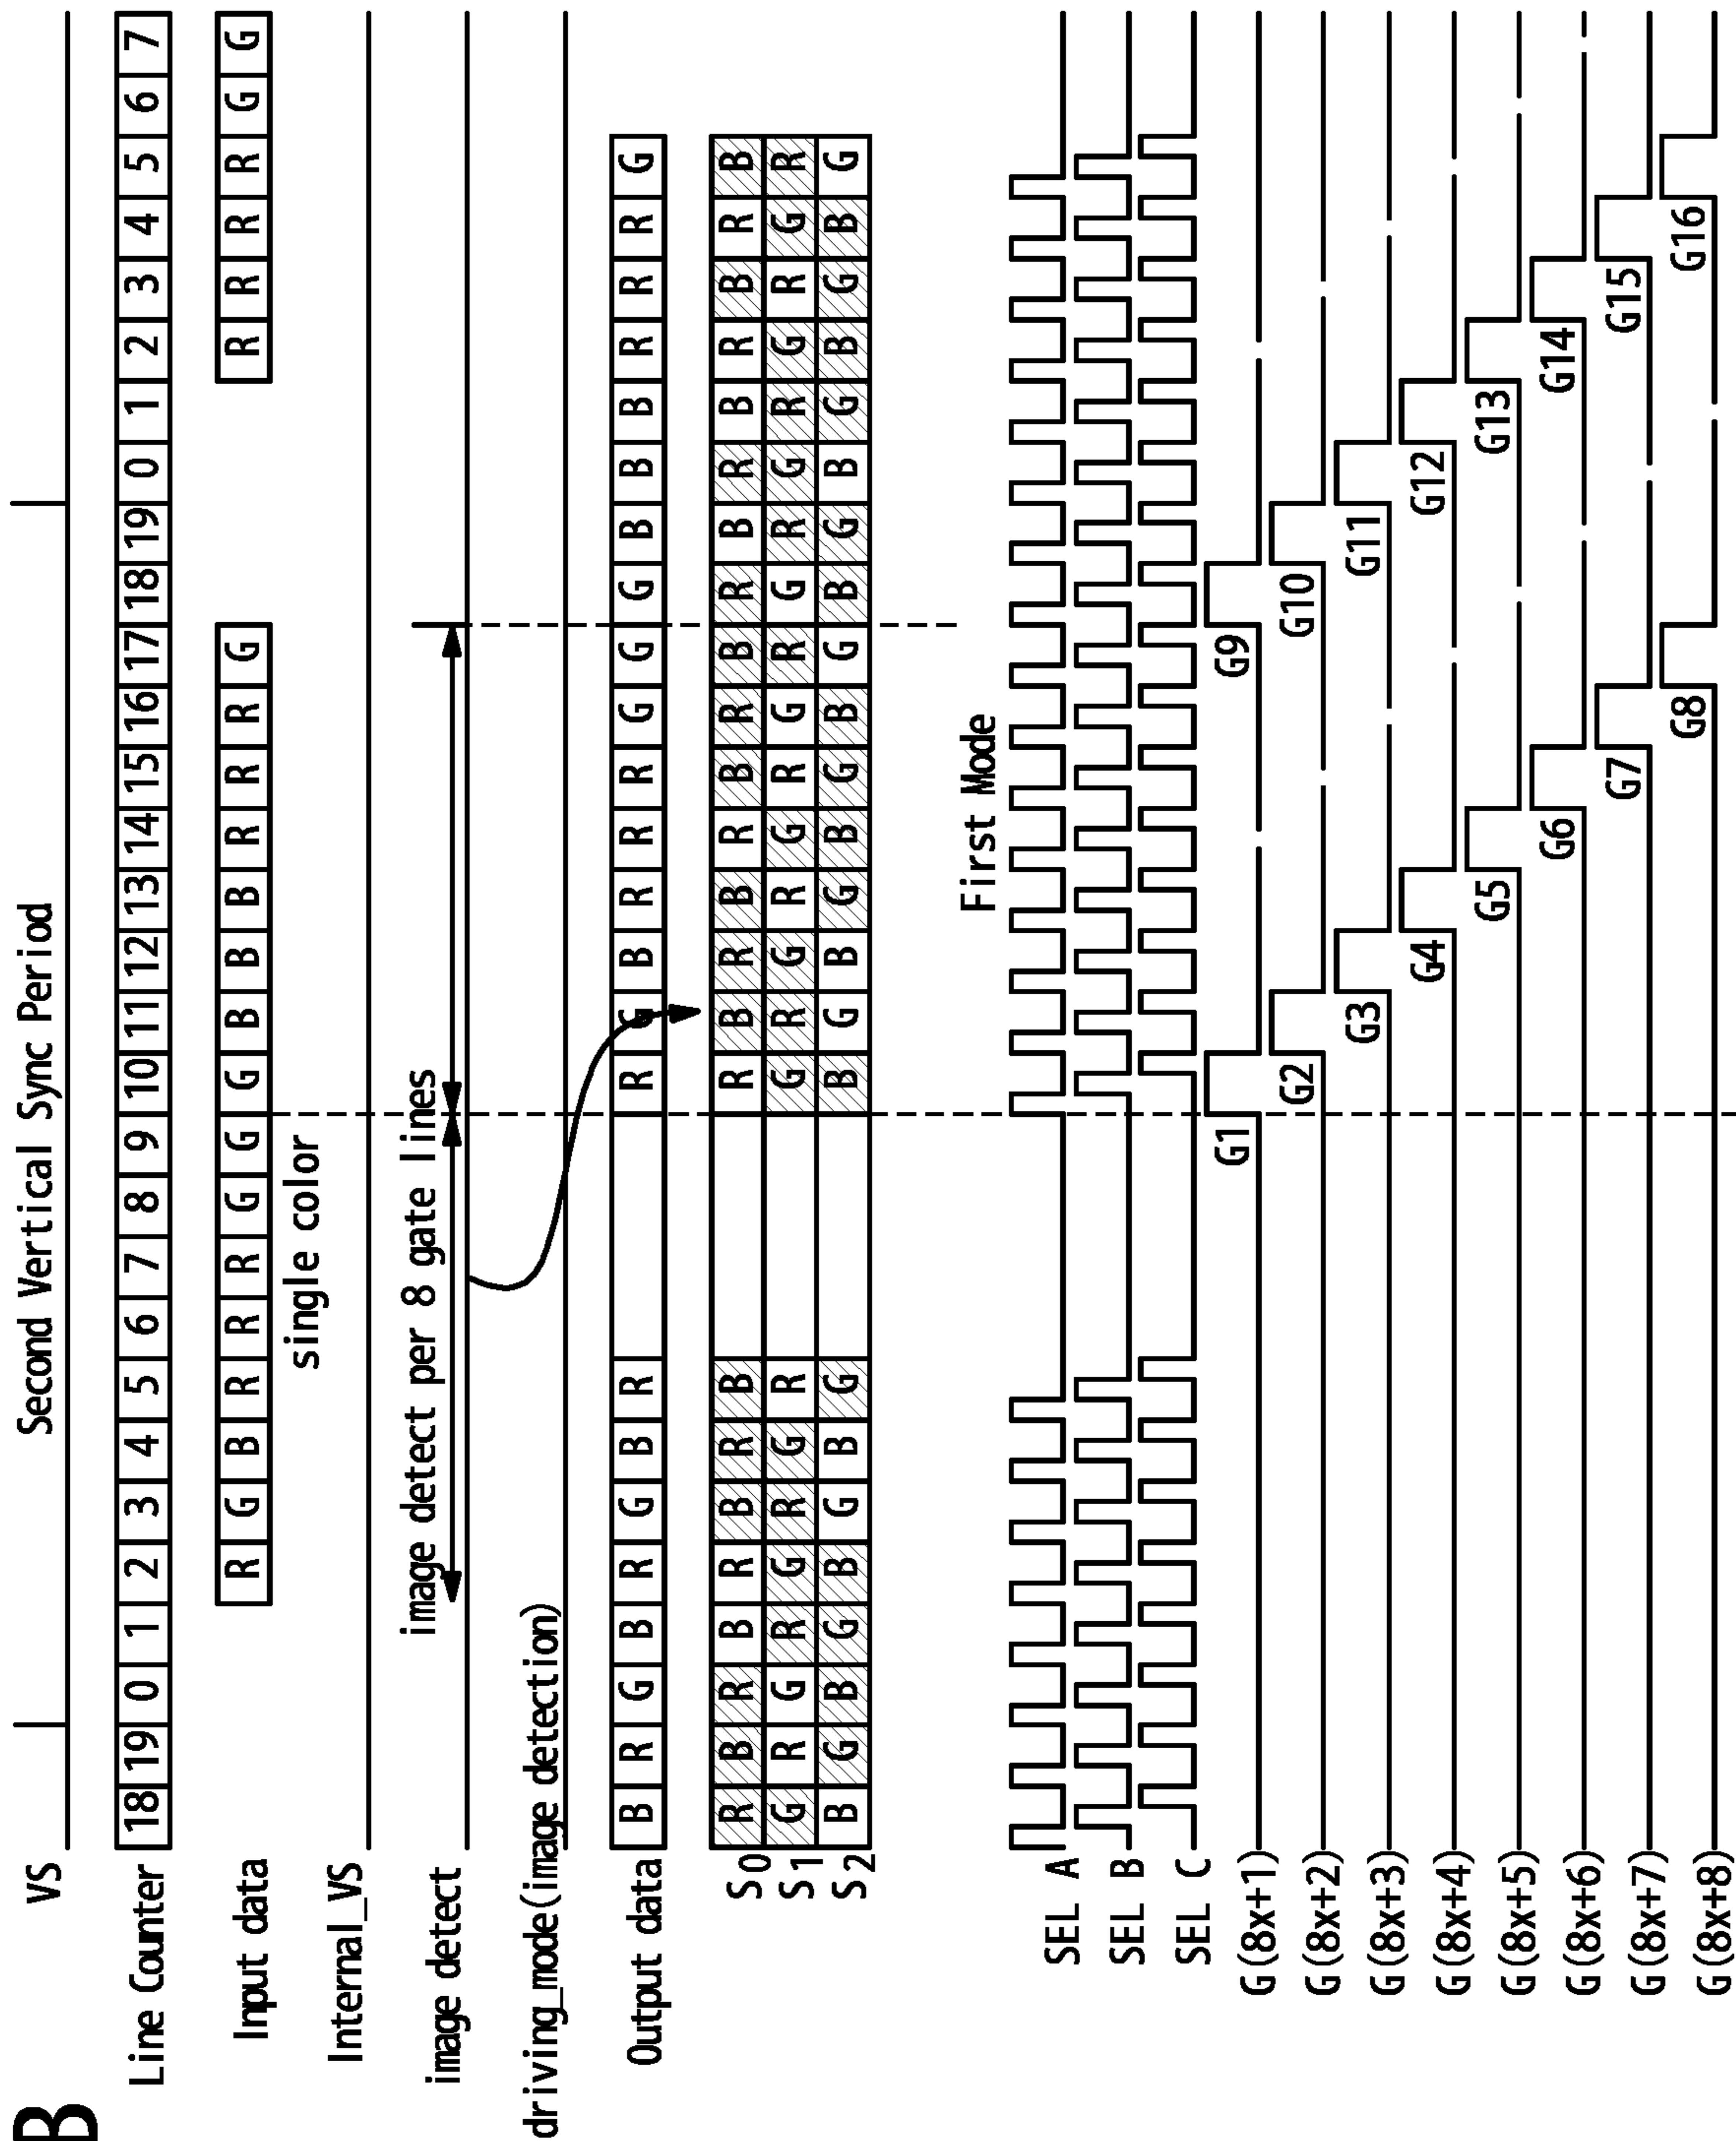 B
Second Vertical Sync Period
VS
Line Counter 18 19 0 1 2 3 4 5 6 7 8 9 10 11 12 13 14 15 16 17 18 19 0 1 2 3 4 5 6 7
Input data R G B R R R G G G B B B R R R G R R R R G G
single color
Internal_VS
image detect per 8 gate lines
image detect
driving_mode(image detection)
Output data B R G B R G B R R G B R R R G G G B B B R R R G
S0 R B R B R B R B R B R B R B R B R B R B R B R B
S1 G R G R G R G R G R G R G R G R G R G R G R G R
S2 B G B G B G B G B G B G B G B G B G B G B G B G
First Mode
SEL A
SEL B
SEL C
G(8x+1) G1 G9
G(8x+2) G2 G10
G(8x+3) G3 G11
G(8x+4) G4 G12
G(8x+5) G5 G13
G(8x+6) G6 G14
G(8x+7) G7 G15
G(8x+8) G8 G16